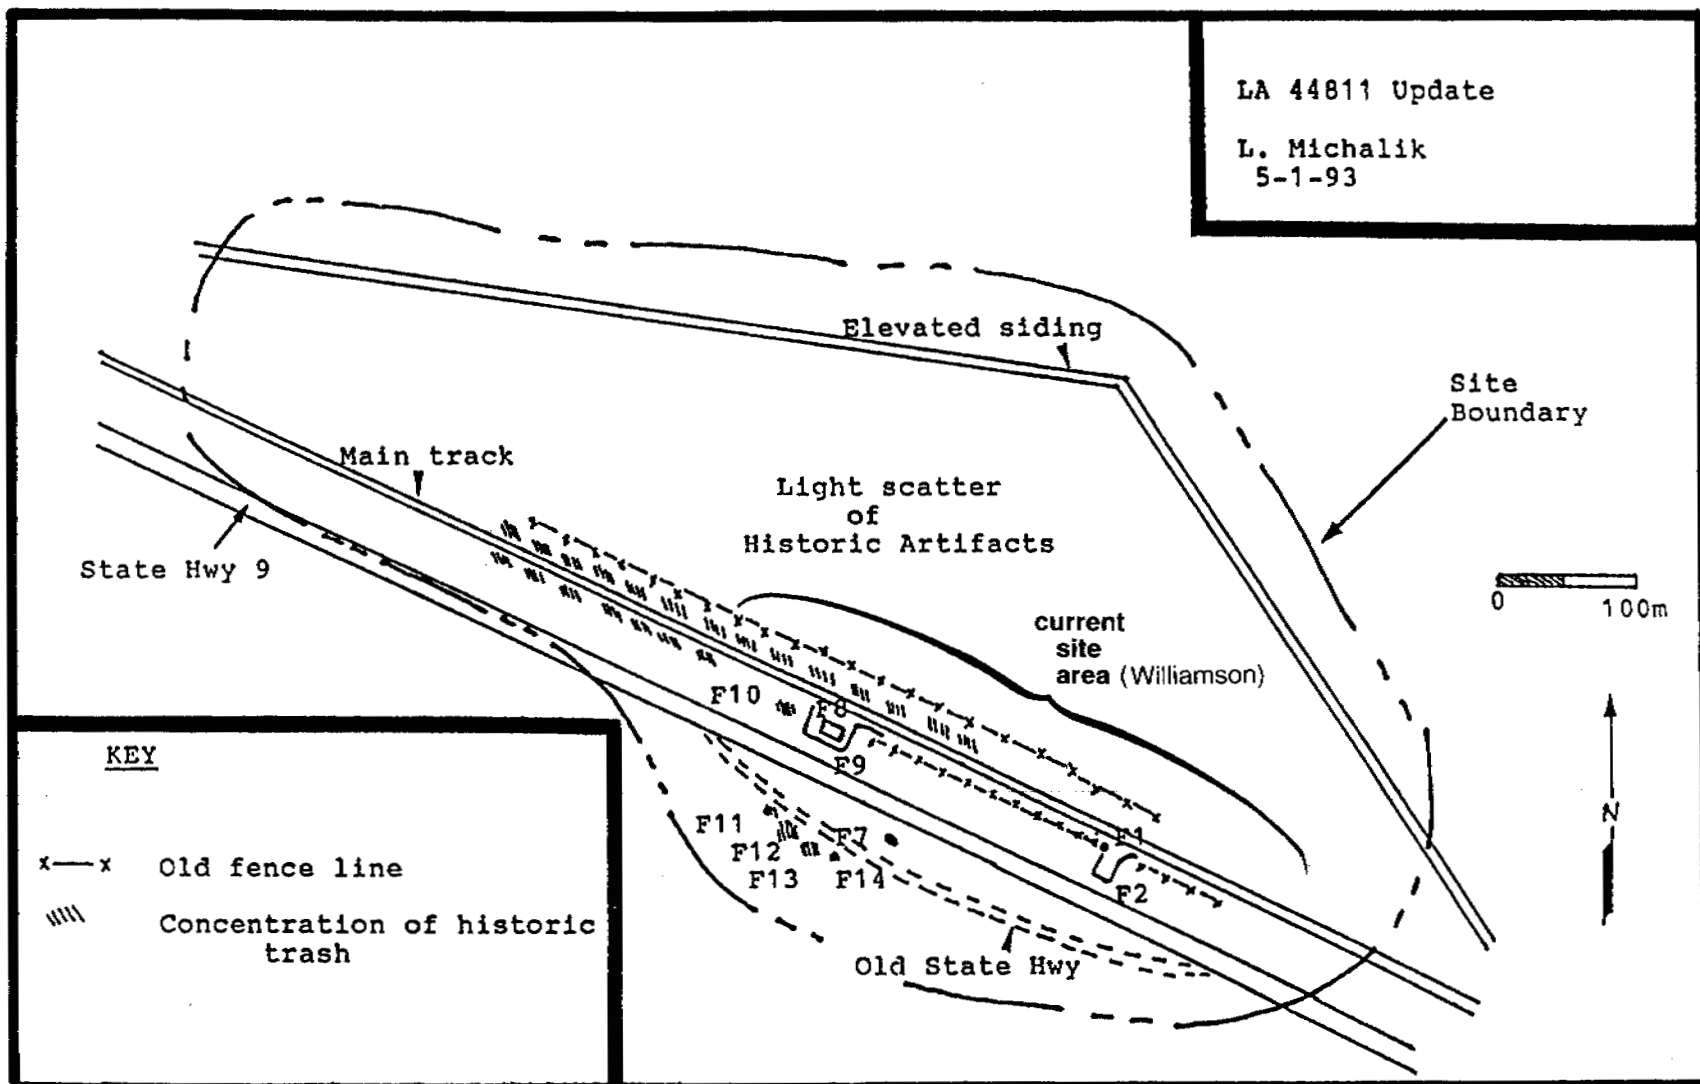 LA 44811 Update
L. Michalik
5-1-93
Elevated siding
Site
Boundary
Main track
Light scatter
of
Historic Artifacts
State Hwy 9
0 100m
current
site
area (Williamson)
F10
F8
F9
F11
F7
F12
F13
F14
F1
F2
N
Old State Hwy
KEY
x—x Old fence line
Concentration of historic
trash